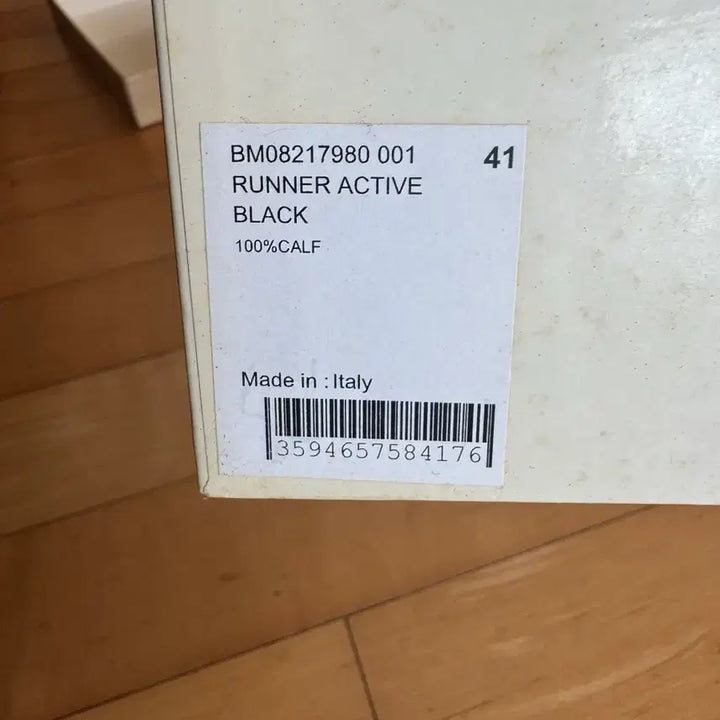 BM08217980 001 41
RUNNER ACTIVE
BLACK
100%CALF
Made in : Italy
3594657584176